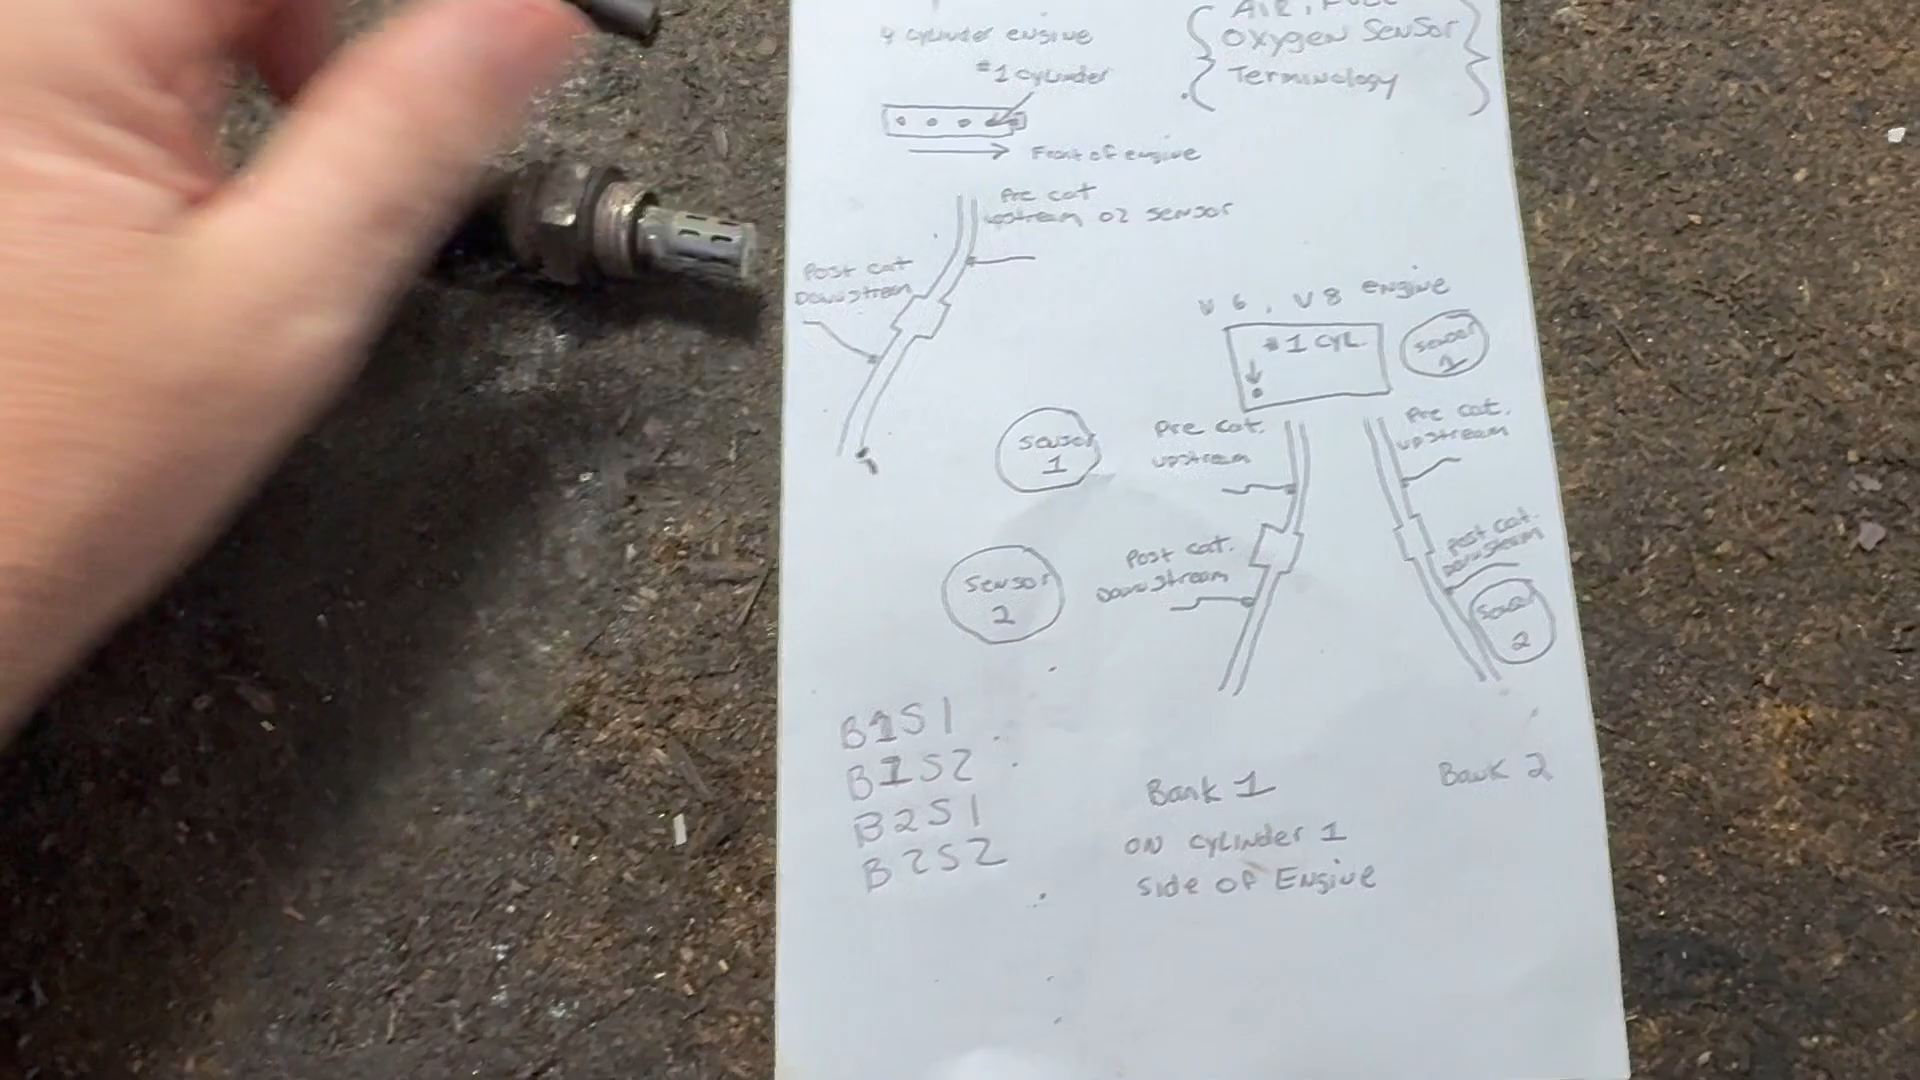 4 cylinder engine
#1 cylinder
Front of engine
Air, Fuel
Oxygen Sensor
Terminology
Pre cat
upstream O2 sensor
Post cat
Downstream
V6, V8 engine
#1 CYL.
Sensor
1
Pre cat.
upstream
Sensor
1
Pre cat.
upstream
Post cat.
Downstream
Sensor
2
Post cat.
Downstream
Sensor
2
B1S1
B1S2
B2S1
B2S2
Bank 1
on cylinder 1
side of Engine
Bank 2